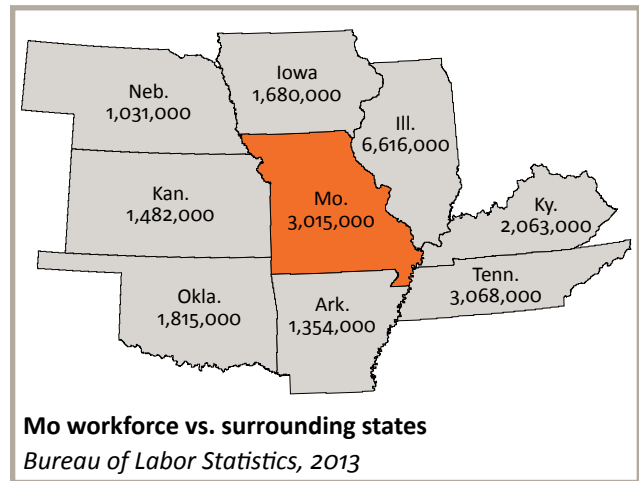 Iowa
1,680,000
Neb.
1,031,000
Ill.
6,616,000
Kan.
1,482,000
Mo.
3,015,000
Ky.
2,063,000
Tenn.
3,068,000
Okla.
1,815,000
Ark.
1,354,000
Mo workforce vs. surrounding states
Bureau of Labor Statistics, 2013